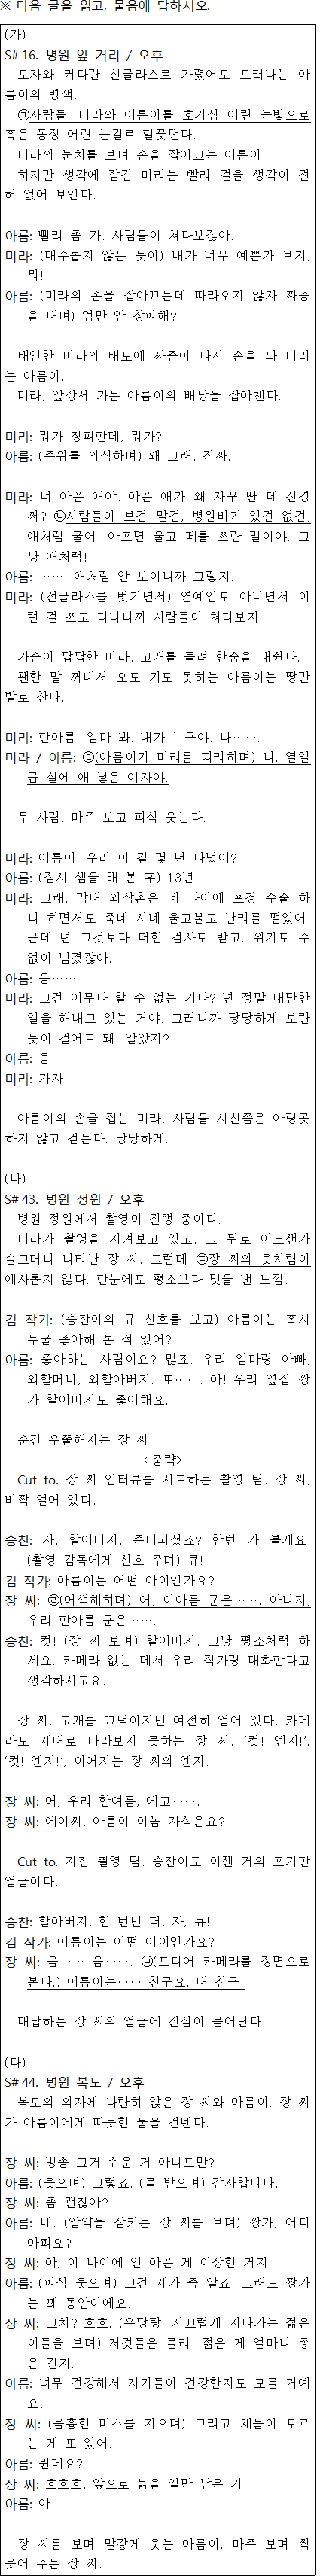 ※ 다음 글을 읽고, 물음에 답하시오.
(가)
S# 16. 병원 앞 거리 / 오후
모자와 커다란 선글라스로 가렸어도 드러나는 아
름이의 병색.
㉠사람들, 미라와 아름이를 호기심 어린 눈빛으로
혹은 동정 어린 눈길로 힐끗댄다.
미라의 눈치를 보며 손을 잡아끄는 아름이.
하지만 생각에 잠긴 미라는 빨리 걸을 생각이 전
혀 없어 보인다.
아름: 빨리 좀 가. 사람들이 쳐다보잖아.
미라: (대수롭지 않은 듯이) 내가 너무 예쁜가 보지,
뭐!
아름: (미라의 손을 잡아끄는데 따라오지 않자 짜증
을 내며) 엄만 안 창피해?
태연한 미라의 태도에 짜증이 나서 손을 놔 버리
는 아름이.
미라, 앞장서 가는 아름이의 배낭을 잡아챈다.
미라: 뭐가 창피한데, 뭐가?
아름: (주위를 의식하며) 왜 그래, 진짜.
미라: 너 아픈 애야. 아픈 애가 왜 자꾸 딴 데 신경
써? ㉡사람들이 보건 말건, 병원비가 있건 없건,
애처럼 굴어. 아프면 울고 떼를 쓰란 말이야. 그
냥 애처럼!
아름: ……. 애처럼 안 보이니까 그렇지.
미라: (선글라스를 벗기면서) 연예인도 아니면서 이
런 걸 쓰고 다니니까 사람들이 쳐다보지!
가슴이 답답한 미라, 고개를 돌려 한숨을 내쉰다.
괜한 말 꺼내서 오도 가도 못하는 아름이는 땅만
발로 찬다.
미라: 한아름! 엄마 봐. 내가 누구야. 나…….
미라 / 아름: ⓐ(아름이가 미라를 따라하며) 나, 열일
곱 살에 애 낳은 여자야.
두 사람, 마주 보고 피식 웃는다.
미라: 아름아, 우리 이 길 몇 년 다녔어?
아름: (잠시 셈을 해 본 후) 13년.
미라: 그래. 막내 외삼촌은 네 나이에 포경 수술 하
나 하면서도 죽네 사네 울고불고 난리를 떨었어.
근데 넌 그것보다 더한 검사도 받고, 위기도 수
없이 넘겼잖아.
아름: 응…….
미라: 그건 아무나 할 수 없는 거다? 넌 정말 대단한
일을 해내고 있는 거야. 그러니까 당당하게 보란
듯이 걸어도 돼. 알았지?
아름: 응!
미라: 가자!
아름이의 손을 잡는 미라, 사람들 시선쯤은 아랑곳
하지 않고 걷는다. 당당하게.
(나)
S# 43. 병원 정원 / 오후
병원 정원에서 촬영이 진행 중이다.
미라가 촬영을 지켜보고 있고, 그 뒤로 어느샌가
슬그머니 나타난 장 씨. 그런데 ㉢장 씨의 옷차림이
예사롭지 않다. 한눈에도 평소보다 멋을 낸 느낌.
김 작가: (승찬이의 큐 신호를 보고) 아름이는 혹시
누굴 좋아해 본 적 있어?
아름: 좋아하는 사람이요? 많죠. 우리 엄마랑 아빠,
외할머니, 외할아버지. 또……. 아! 우리 옆집 짱
가 할아버지도 좋아해요.
순간 우쭐해지는 장 씨.
<중략>
Cut to. 장 씨 인터뷰를 시도하는 촬영 팀. 장 씨,
바짝 얼어 있다.
승찬: 자, 할아버지. 준비되셨죠? 한번 가 볼게요.
(촬영 감독에게 신호 주며) 큐!
김 작가: 아름이는 어떤 아이인가요?
장 씨: ㉣(어색해하며) 어, 이아름 군은……. 아니지,
우리 한아름 군은…….
승찬: 컷! (장 씨 보며) 할아버지, 그냥 평소처럼 하
세요. 카메라 없는 데서 우리 작가랑 대화한다고
생각하시고요.
장 씨, 고개를 끄덕이지만 여전히 얼어 있다. 카메
라도 제대로 바라보지 못하는 장 씨. ‘컷! 엔지!’,
‘컷! 엔지!’, 이어지는 장 씨의 엔지.
장 씨: 어, 우리 한여름, 에고…….
장 씨: 에이씨, 아름이 이놈 자식은요?
Cut to. 지친 촬영 팀. 승찬이도 이젠 거의 포기한
얼굴이다.
승찬: 할아버지, 한 번만 더. 자, 큐!
김 작가: 아름이는 어떤 아이인가요?
장 씨: 음…… 음……. ㉤(드디어 카메라를 정면으로
본다.) 아름이는…… 친구요, 내 친구.
대답하는 장 씨의 얼굴에 진심이 묻어난다.
(다)
S# 44. 병원 복도 / 오후
복도의 의자에 나란히 앉은 장 씨와 아름이. 장 씨
가 아름이에게 따뜻한 물을 건넨다.
장 씨: 방송 그거 쉬운 거 아니드만?
아름: (웃으며) 그렇죠. (물 받으며) 감사합니다.
장 씨: 좀 괜찮아?
아름: 네. (알약을 삼키는 장 씨를 보며) 짱가, 어디
아파요?
장 씨: 아, 이 나이에 안 아픈 게 이상한 거지.
아름: (피식 웃으며) 그건 제가 좀 알죠. 그래도 짱가
는 꽤 동안이에요.
장 씨: 그치? 흐흐. (우당탕, 시끄럽게 지나가는 젊은
이들을 보며) 저것들은 몰라. 젊은 게 얼마나 좋
은 건지.
아름: 너무 건강해서 자기들이 건강한지도 모를 거예
요.
장 씨: (음흉한 미소를 지으며) 그리고 쟤들이 모르
는 게 또 있어.
아름: 뭔데요?
장 씨: 흐흐흐, 앞으로 늙을 일만 남은 거.
아름: 아!
장 씨를 보며 말갛게 웃는 아름이. 마주 보며 씩
웃어 주는 장 씨.